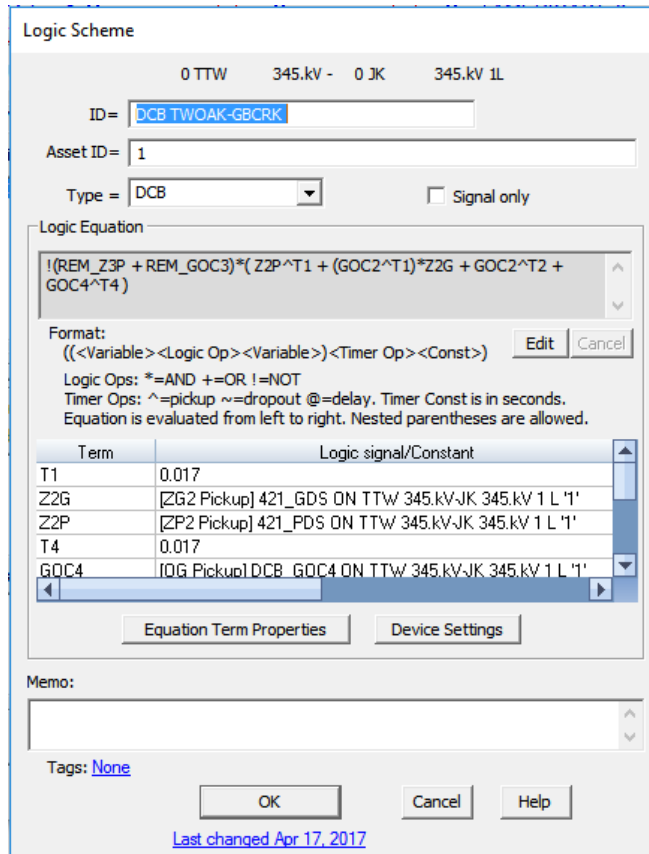 Logic Scheme
0 TTW 345.kV - 0 JK 345.kV 1L
ID= DCB TWOAK-GBCRK
Asset ID= 1
Type = DCB Signal only
Logic Equation
!(REM_Z3P + REM_GOC3)*( Z2P^T1 + (GOC2^T1)*Z2G + GOC2^T2 +
GOC4^T4 )
Format:
((<Variable><Logic Op><Variable>)<Timer Op><Const>) Edit Cancel
Logic Ops: *=AND +=OR !=NOT
Timer Ops: ^=pickup ~=dropout @=delay. Timer Const is in seconds.
Equation is evaluated from left to right. Nested parentheses are allowed.
Term Logic signal/Constant
T1 0.017
Z2G [ZG2 Pickup] 421_GDS ON TTW 345.kV-JK 345.kV 1 L '1'
Z2P [ZP2 Pickup] 421_PDS ON TTW 345.kV-JK 345.kV 1 L '1'
T4 0.017
GOC4 [OG Pickup] DCB_GOC4 ON TTW 345.kV-JK 345.kV 1 L '1'
Equation Term Properties Device Settings
Memo:
Tags: None
OK Cancel Help
Last changed Apr 17, 2017